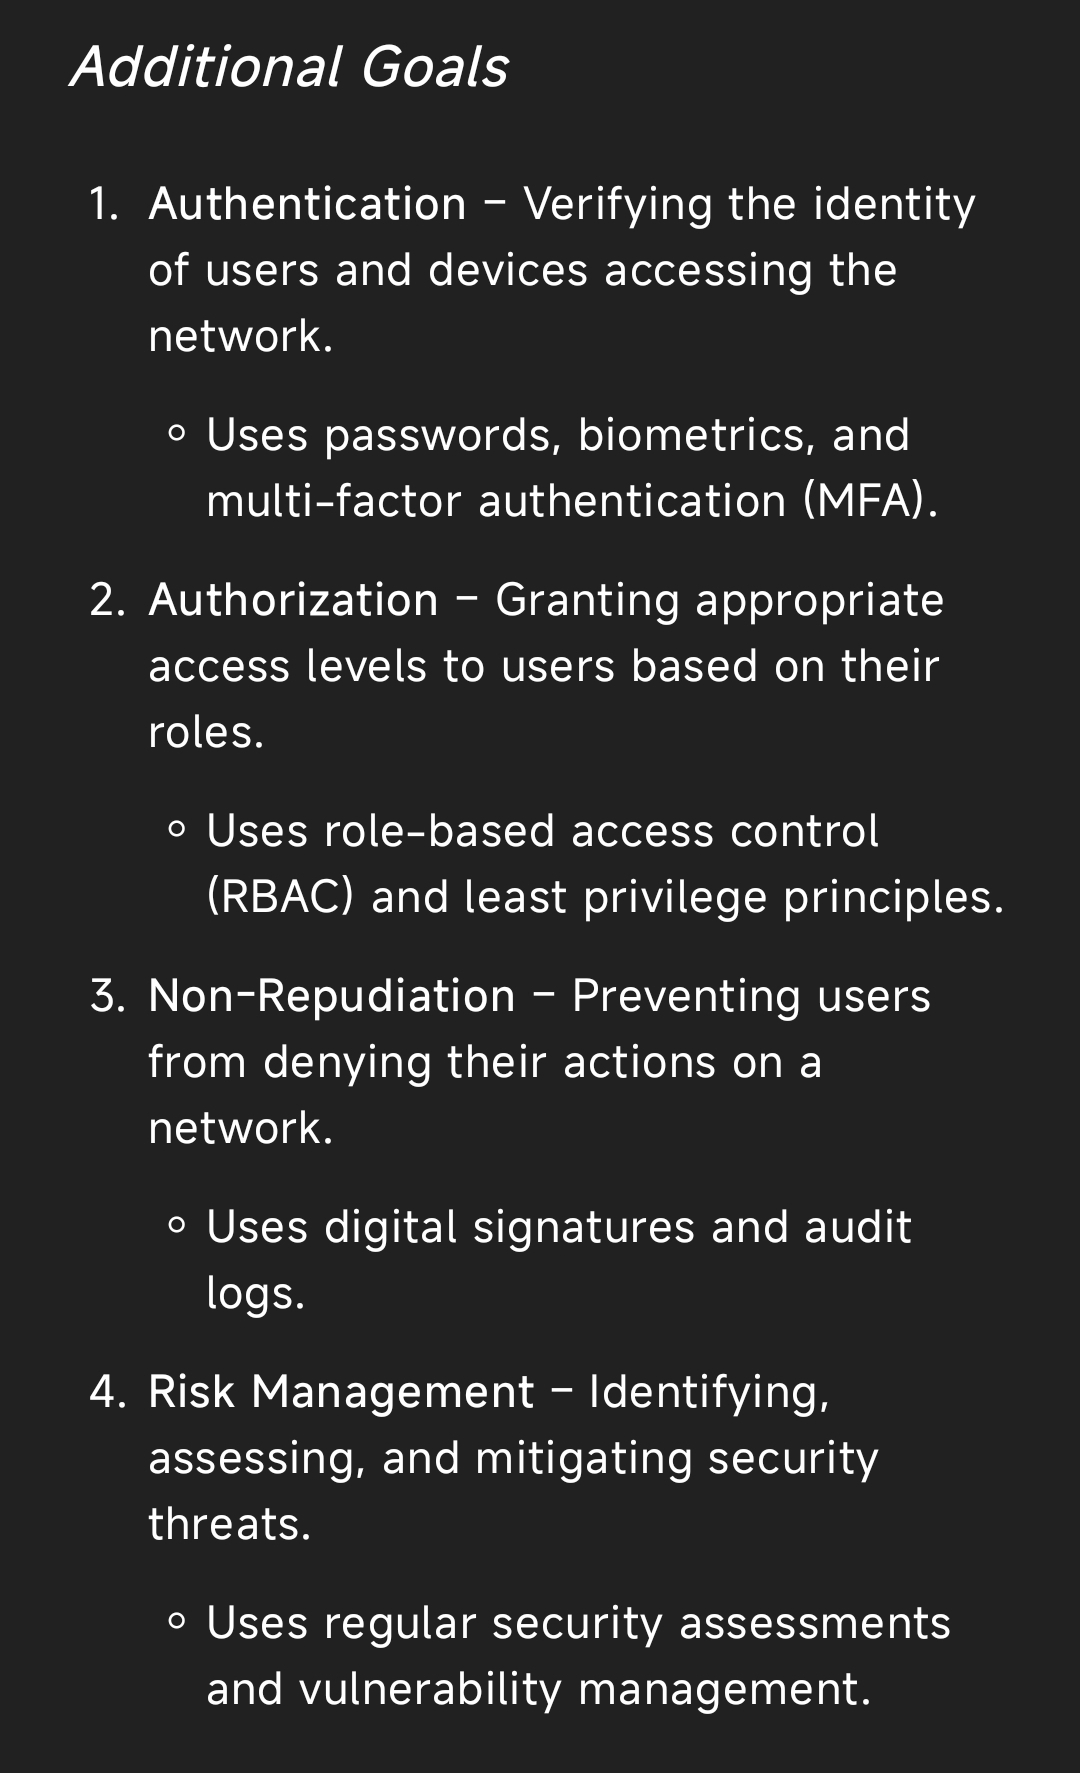 Additional Goals
1. Authentication – Verifying the identity
of users and devices accessing the
network.
◦ Uses passwords, biometrics, and
multi-factor authentication (MFA).
2. Authorization – Granting appropriate
access levels to users based on their
roles.
◦ Uses role-based access control
(RBAC) and least privilege principles.
3. Non-Repudiation – Preventing users
from denying their actions on a
network.
◦ Uses digital signatures and audit
logs.
4. Risk Management – Identifying,
assessing, and mitigating security
threats.
◦ Uses regular security assessments
and vulnerability management.